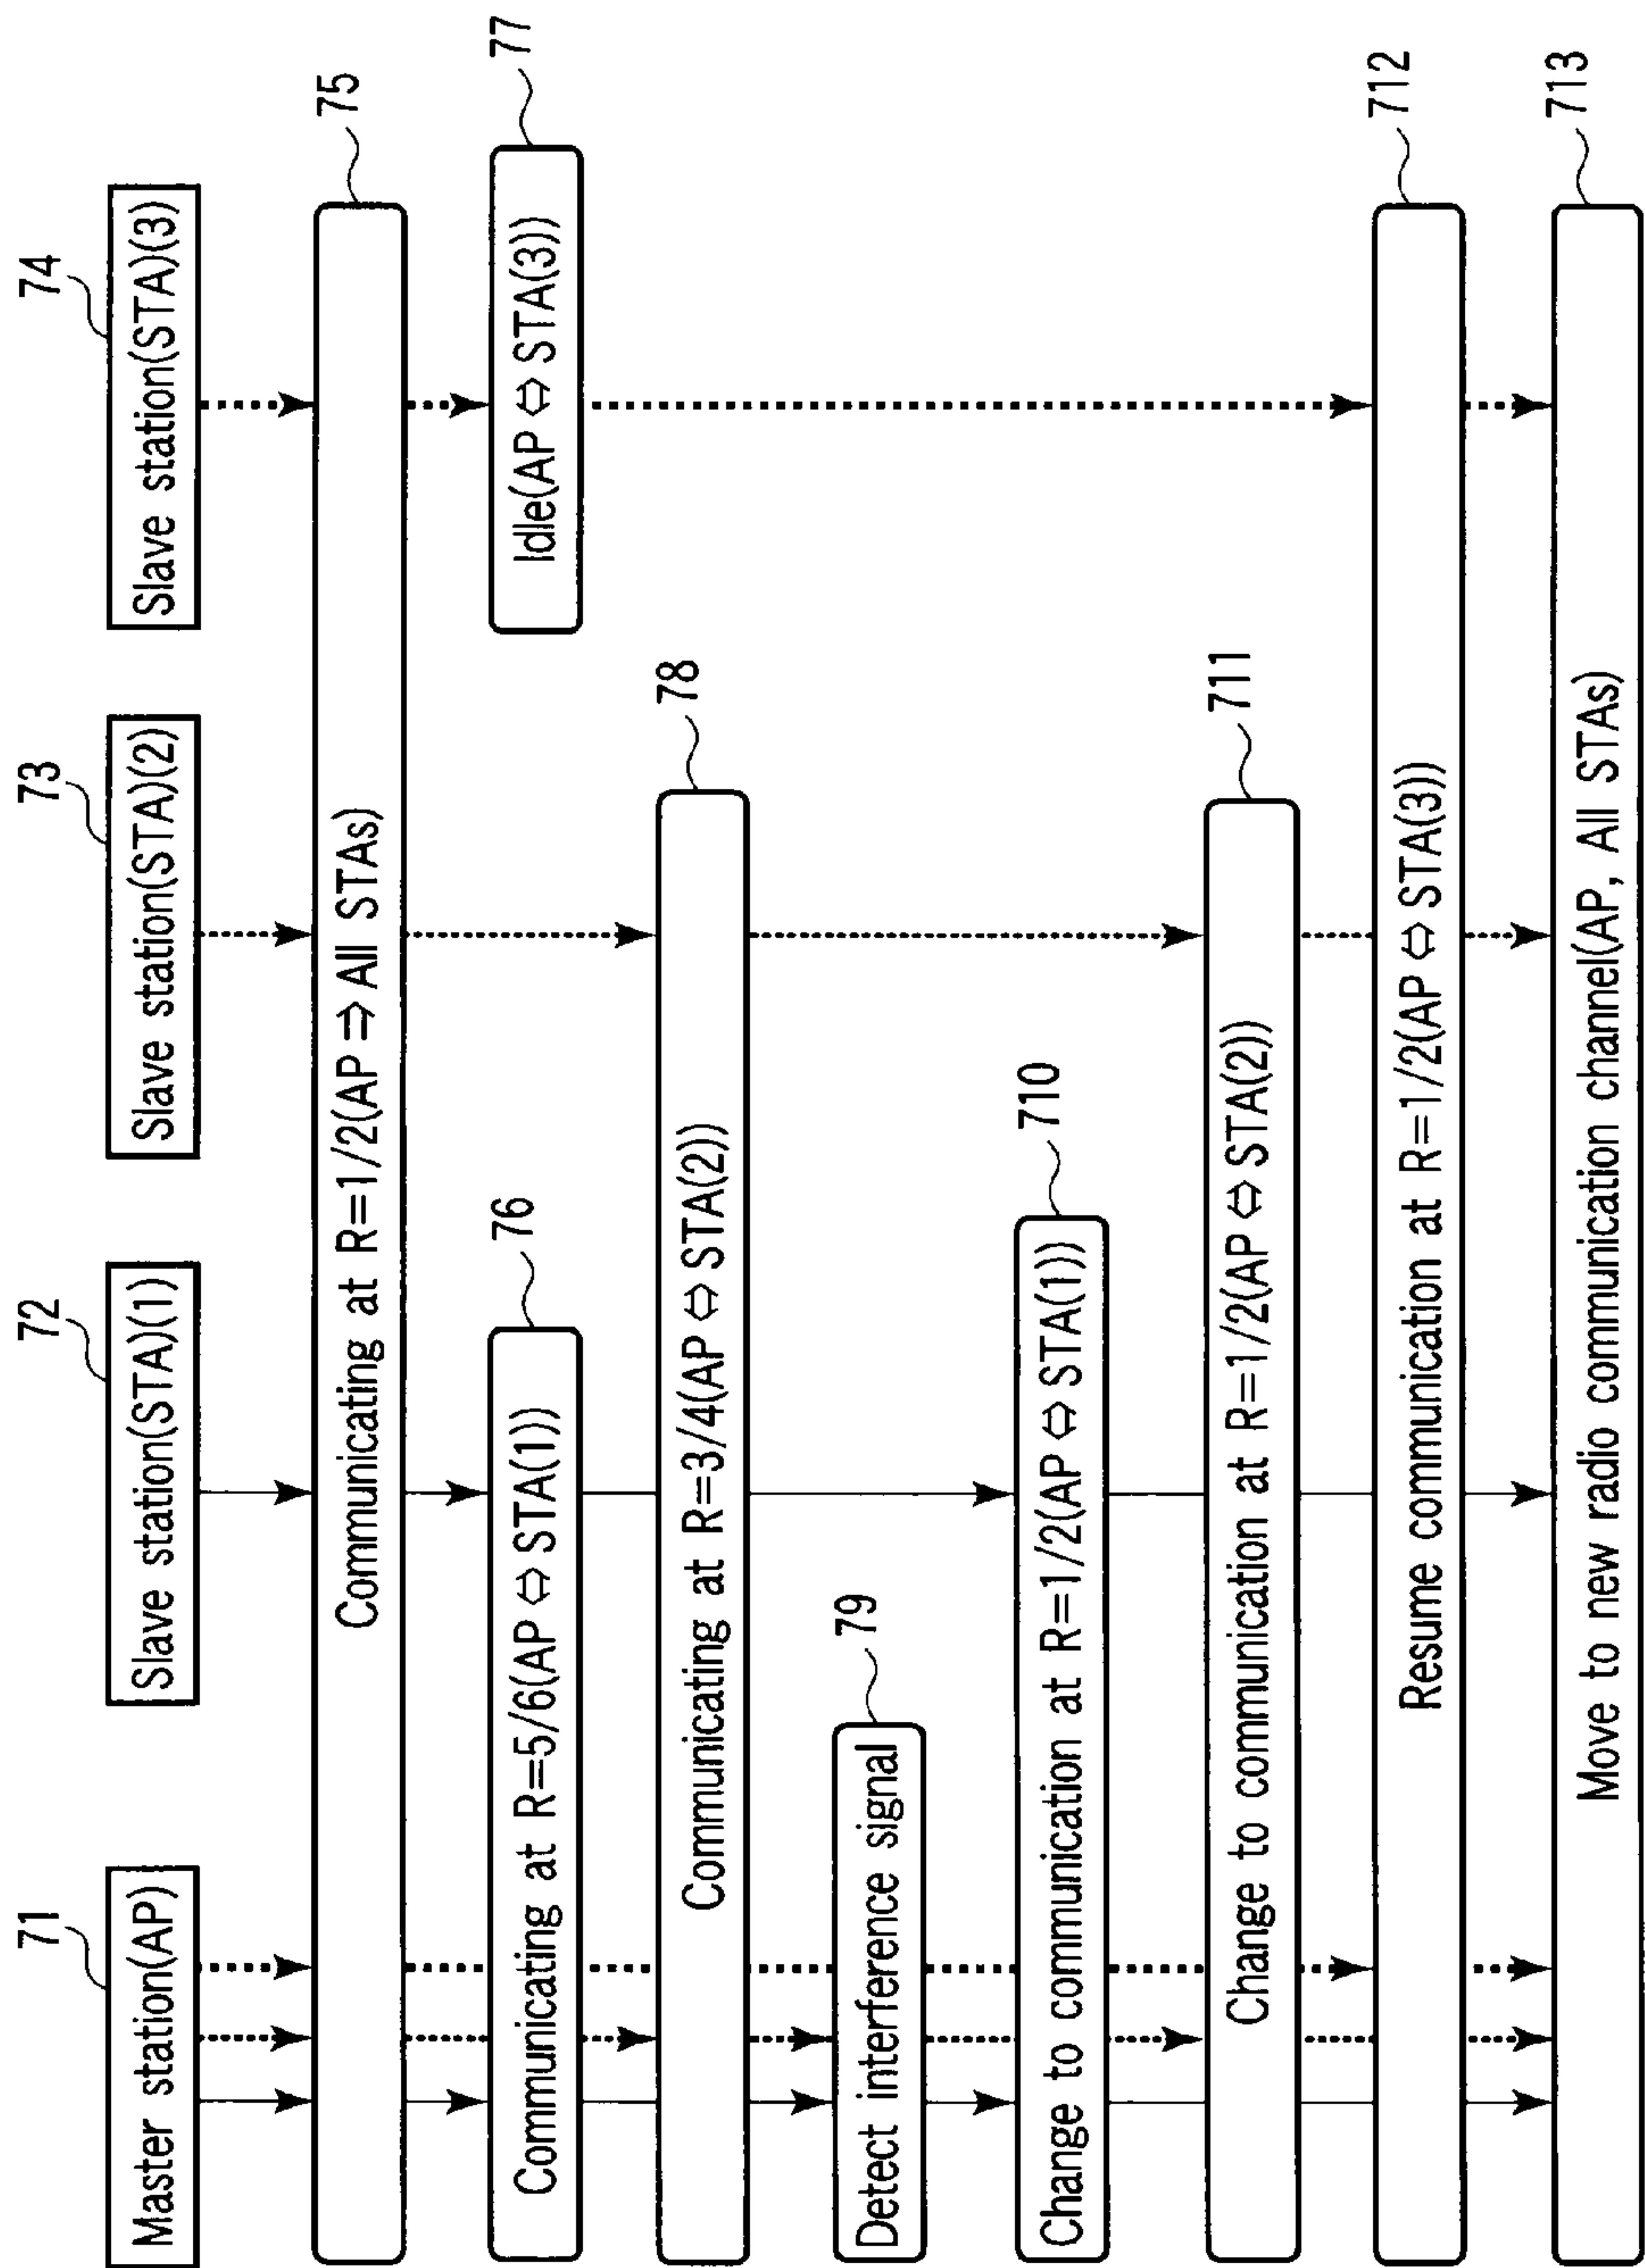 71
72
73
74
Master station(AP)
Slave station(STA)(1)
Slave station(STA)(2)
Slave station(STA)(3)
75
Communicating at R=1/2(AP ⇒ All STAs)
76
Communicating at R=5/6(AP ⇔ STA(1))
77
Idle(AP ⇔ STA(3))
78
Communicating at R=3/4(AP ⇔ STA(2))
79
Detect interference signal
710
Change to communication at R=1/2(AP ⇔ STA(1))
711
Change to communication at R=1/2(AP ⇔ STA(2))
712
Resume communication at R=1/2(AP ⇔ STA(3))
713
Move to new radio communication channel(AP, All STAs)